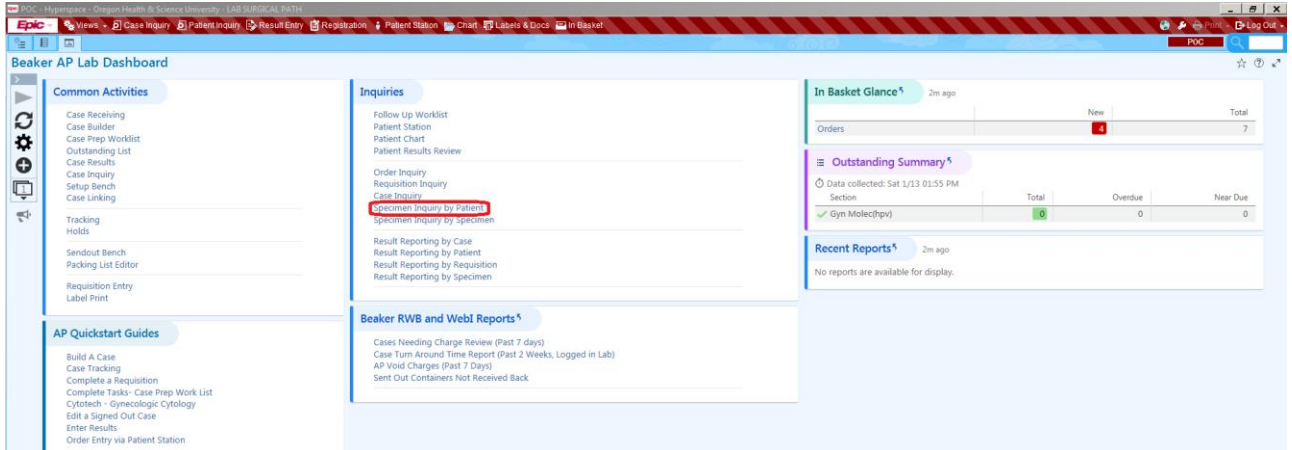 POC - Hyperspace - Oregon Health & Science University - LAB SURGICAL PATH
Epic Views Case Inquiry Patient Inquiry Result Entry Registration Patient Station Chart Labels & Docs In Basket Print Log Out
POC
Beaker AP Lab Dashboard
Common Activities
Case Receiving
Case Builder
Case Prep Worklist
Outstanding List
Case Results
Case Inquiry
Setup Bench
Case Linking
Tracking
Holds
Sendout Bench
Packing List Editor
Requisition Entry
Label Print
AP Quickstart Guides
Build A Case
Case Tracking
Complete a Requisition
Complete Tasks- Case Prep Work List
Cytotech - Gynecologic Cytology
Edit a Signed Out Case
Enter Results
Order Entry via Patient Station
Inquiries
Follow Up Worklist
Patient Station
Patient Chart
Patient Results Review
Order Inquiry
Requisition Inquiry
Case Inquiry
Specimen Inquiry by Patient
Specimen Inquiry by Specimen
Result Reporting by Case
Result Reporting by Patient
Result Reporting by Requisition
Result Reporting by Specimen
Beaker RWB and WebI Reports
Cases Needing Charge Review (Past 7 days)
Case Turn Around Time Report (Past 2 Weeks, Logged in Lab)
AP Void Charges (Past 7 Days)
Sent Out Containers Not Received Back
In Basket Glance 2m ago
New Total
Orders 4 7
Outstanding Summary
Data collected: Sat 1/13 01:55 PM
Section Total Overdue Near Due
Gyn Molec(hpv) 0 0 0
Recent Reports 2m ago
No reports are available for display.